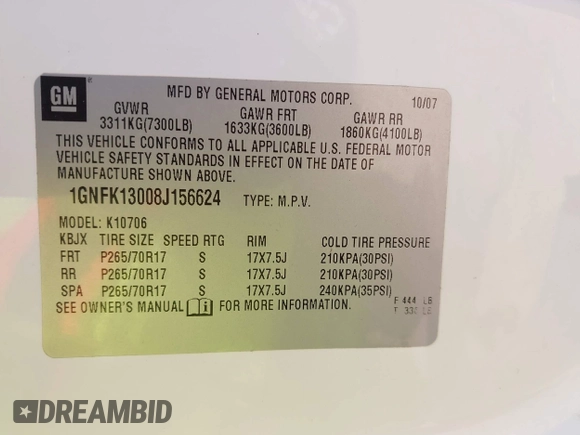 GM
MFD BY GENERAL MOTORS CORP. 10/07
GVWR GAWR FRT GAWR RR
3311KG(7300LB) 1633KG(3600LB) 1860KG(4100LB)
THIS VEHICLE CONFORMS TO ALL APPLICABLE U.S. FEDERAL MOTOR
VEHICLE SAFETY STANDARDS IN EFFECT ON THE DATE OF
MANUFACTURE SHOWN ABOVE.
1GNFK13008J156624 TYPE: M.P.V.
MODEL: K10706
KBJX TIRE SIZE SPEED RTG RIM COLD TIRE PRESSURE
FRT P265/70R17 S 17X7.5J 210KPA(30PSI)
RR P265/70R17 S 17X7.5J 210KPA(30PSI)
SPA P265/70R17 S 17X7.5J 240KPA(35PSI)
SEE OWNER'S MANUAL FOR MORE INFORMATION.
F 444 LB
T
DREAMBID